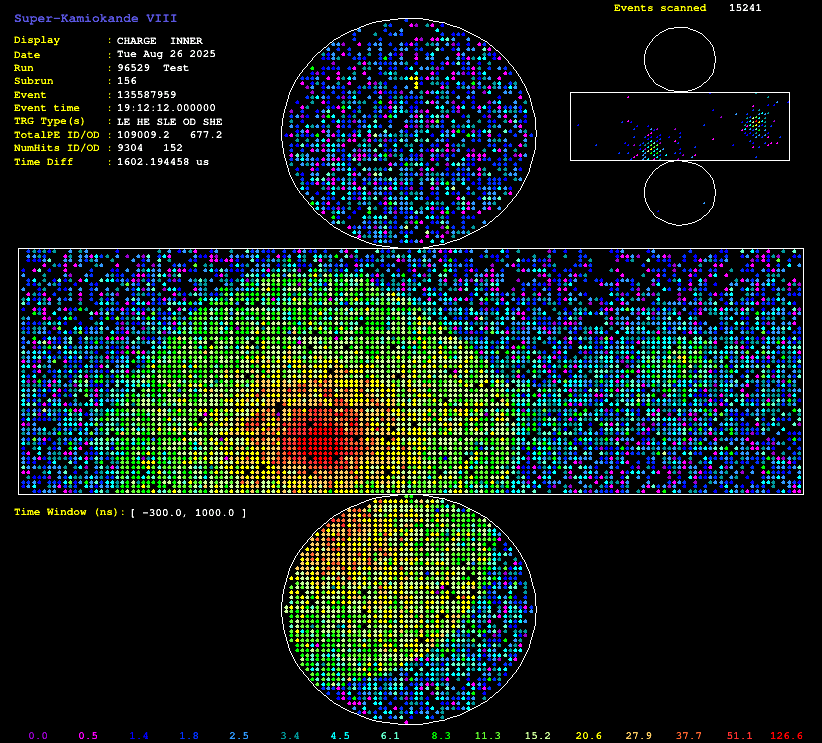 Super-Kamiokande VIII
Events scanned 15241
Display : CHARGE INNER
Date : Tue Aug 26 2025
Run : 96529 Test
Subrun : 156
Event : 135587959
Event time : 19:12:12.000000
TRG Type(s) : LE HE SLE OD SHE
TotalPE ID/OD : 109009.2 677.2
NumHits ID/OD : 9304 152
Time Diff : 1602.194458 us
Time Window (ns): [ -300.0, 1000.0 ]
0.0 0.5 1.4 1.8 2.5 3.4 4.5 6.1 8.3 11.3 15.2 20.6 27.9 37.7 51.1 126.6